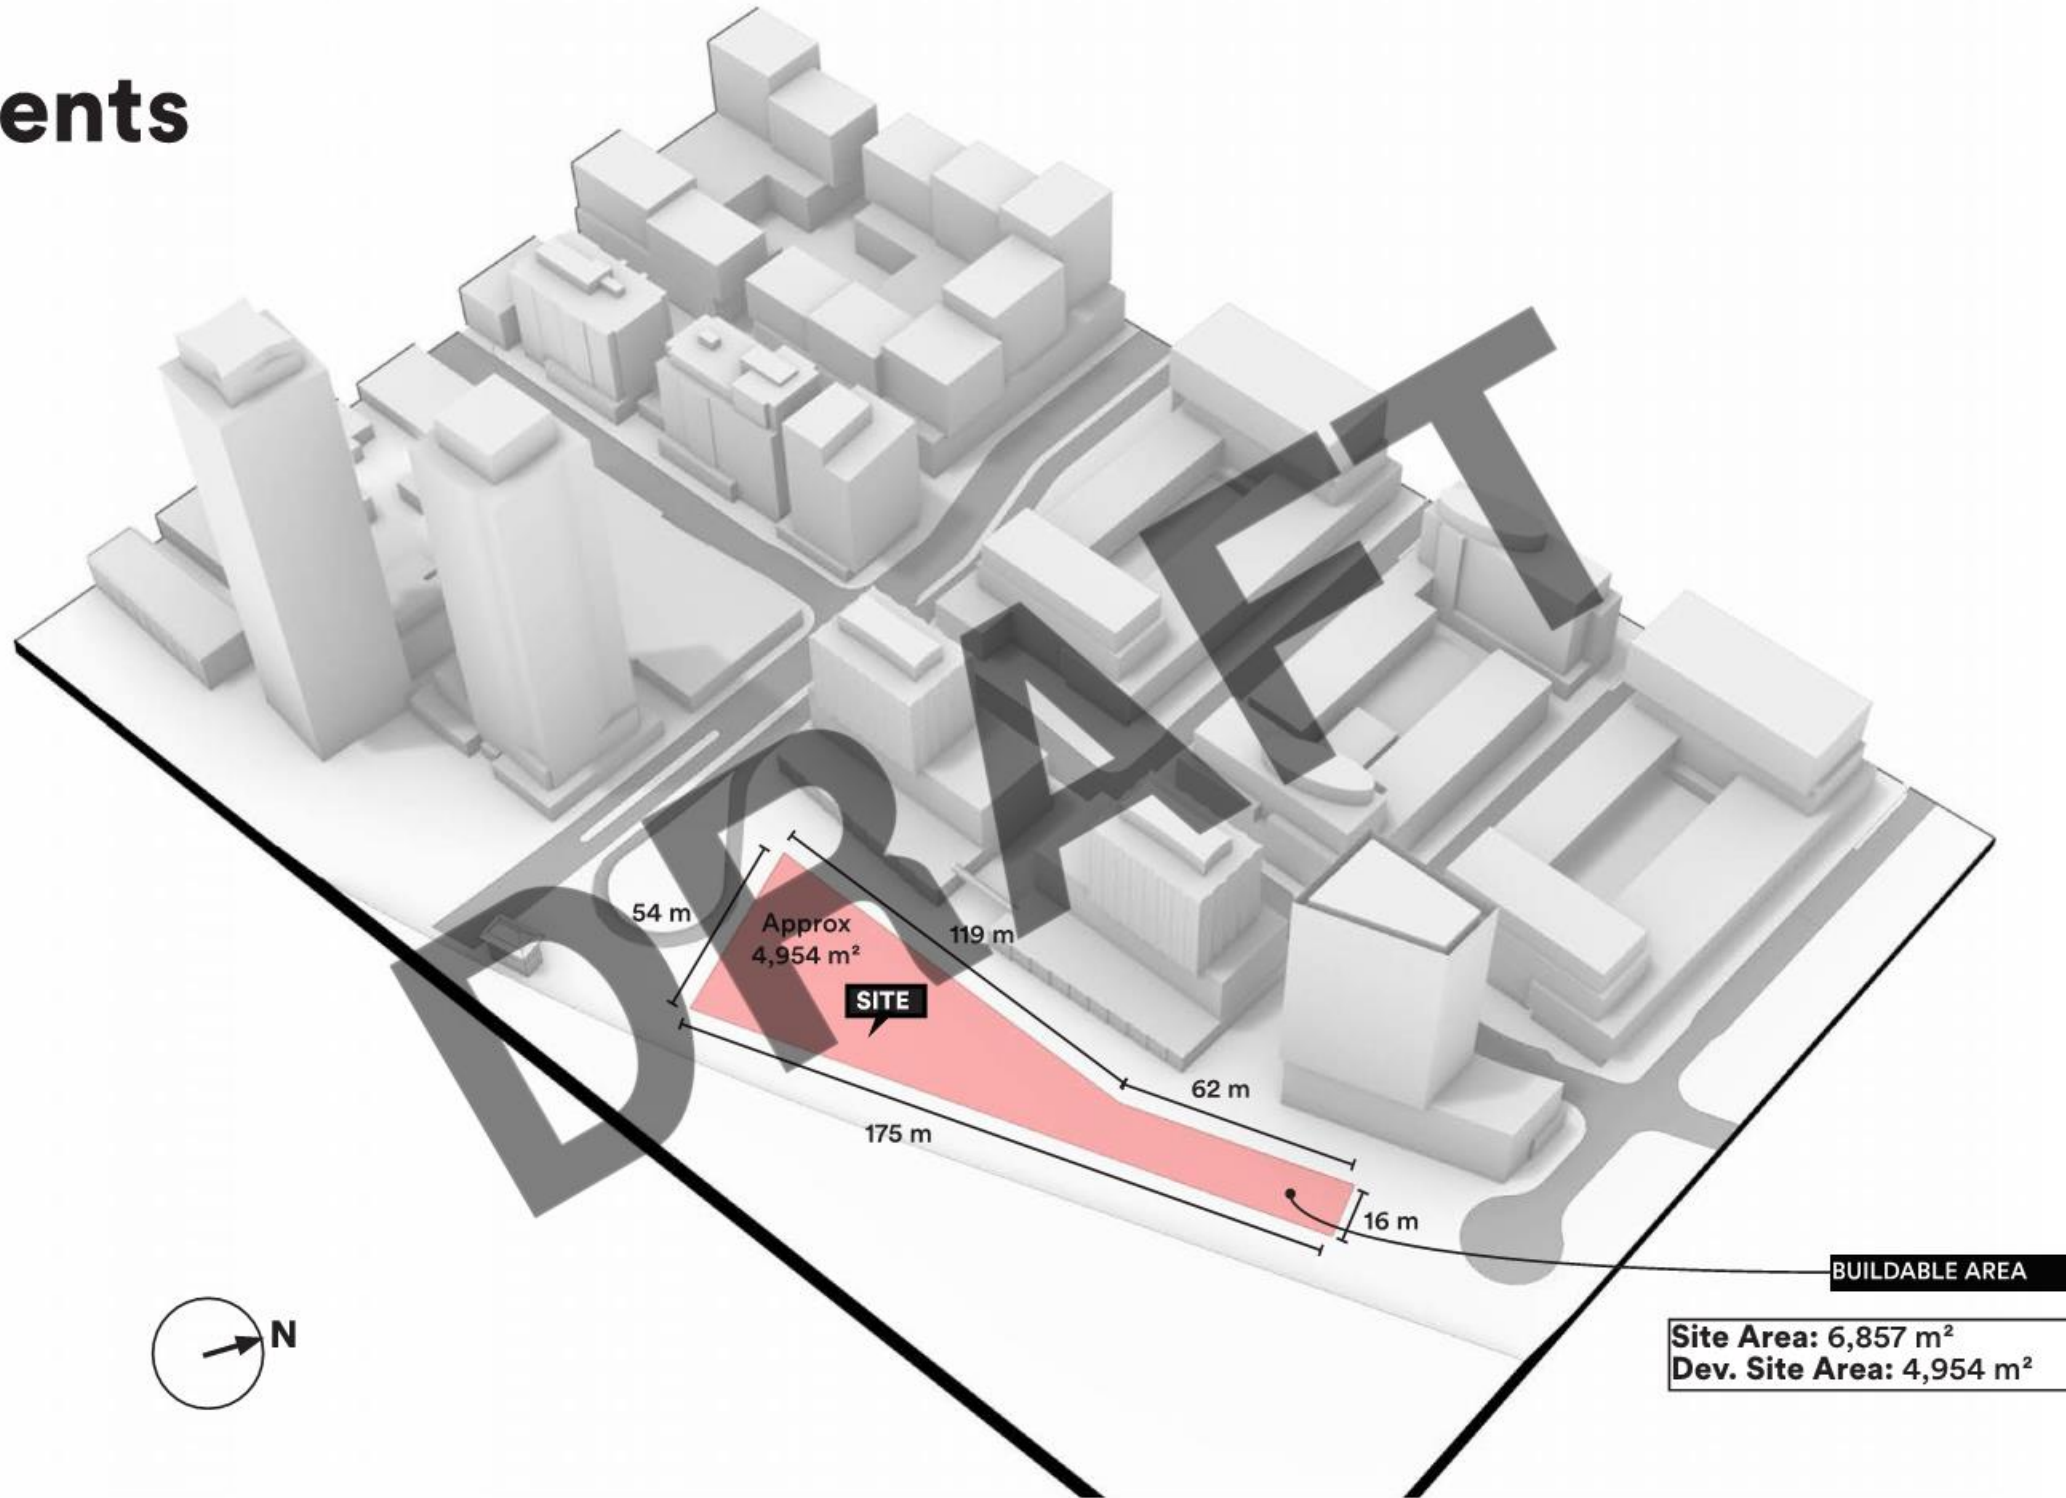 ents
DRAFT
54 m
Approx
4,954 m²
119 m
SITE
62 m
175 m
16 m
BUILDABLE AREA
N
Site Area: 6,857 m²
Dev. Site Area: 4,954 m²